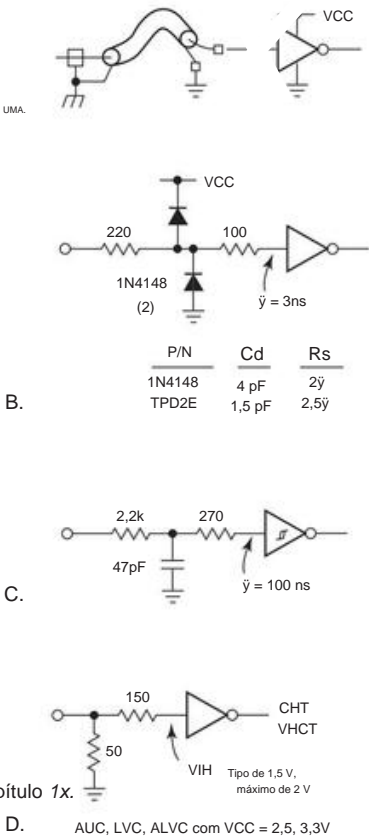 VCC
UMA.
VCC
220
100
1N4148
(2)
ÿ = 3ns
P/N Cd Rs
1N4148 4 pF 2ÿ
TPD2E 1,5 pF 2,5ÿ
B.
2,2k
270
47pF
ÿ = 100 ns
C.
150
CHT
VHCT
50
VIH
Tipo de 1,5 V,
máximo de 2 V
pítulo 1x.
D.
AUC, LVC, ALVC com VCC = 2,5, 3,3V